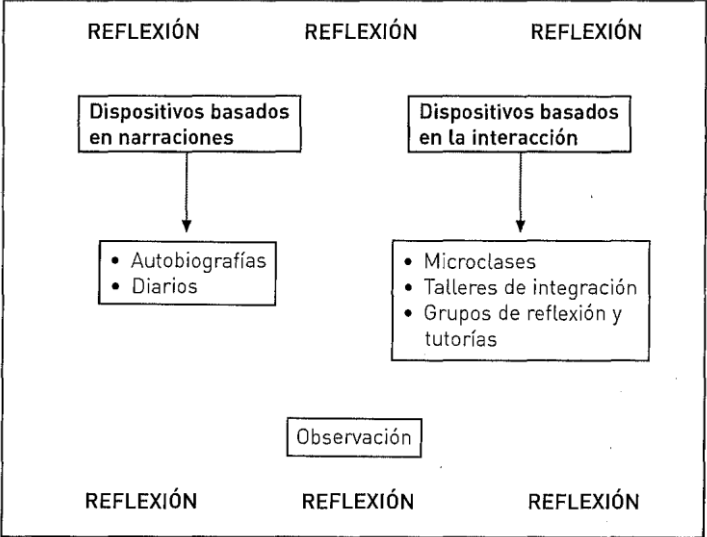 REFLEXIÓN REFLEXIÓN REFLEXIÓN
Dispositivos basados
en narraciones
Dispositivos basados
en la interacción
• Autobiografías
• Diarios
• Microclases
• Talleres de integración
• Grupos de reflexión y
tutorías
Observación
REFLEXIÓN REFLEXIÓN REFLEXIÓN